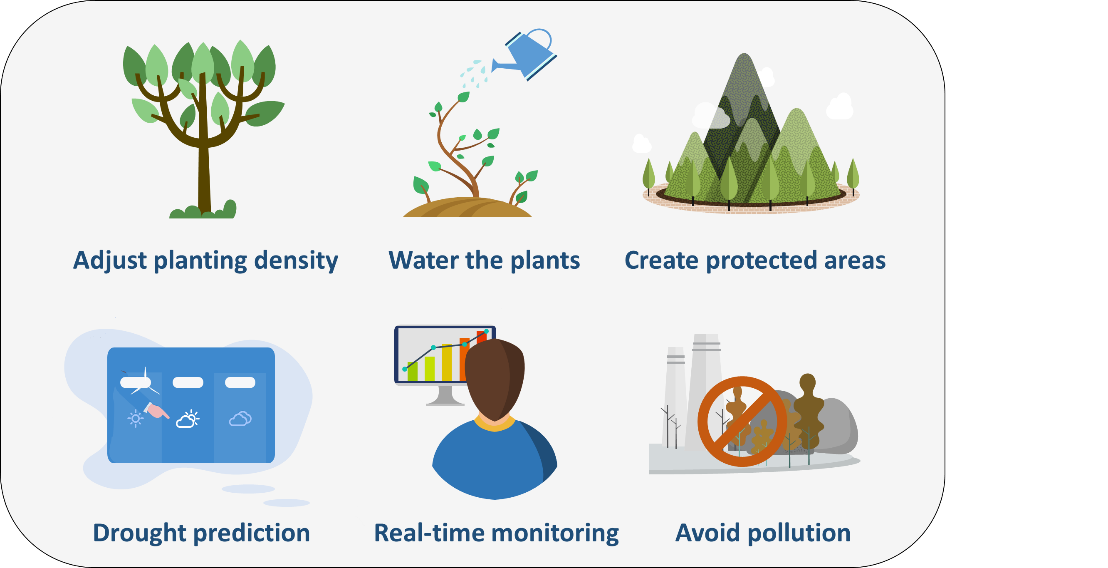 Adjust planting density
Water the plants
Create protected areas
Drought prediction
Real-time monitoring
Avoid pollution